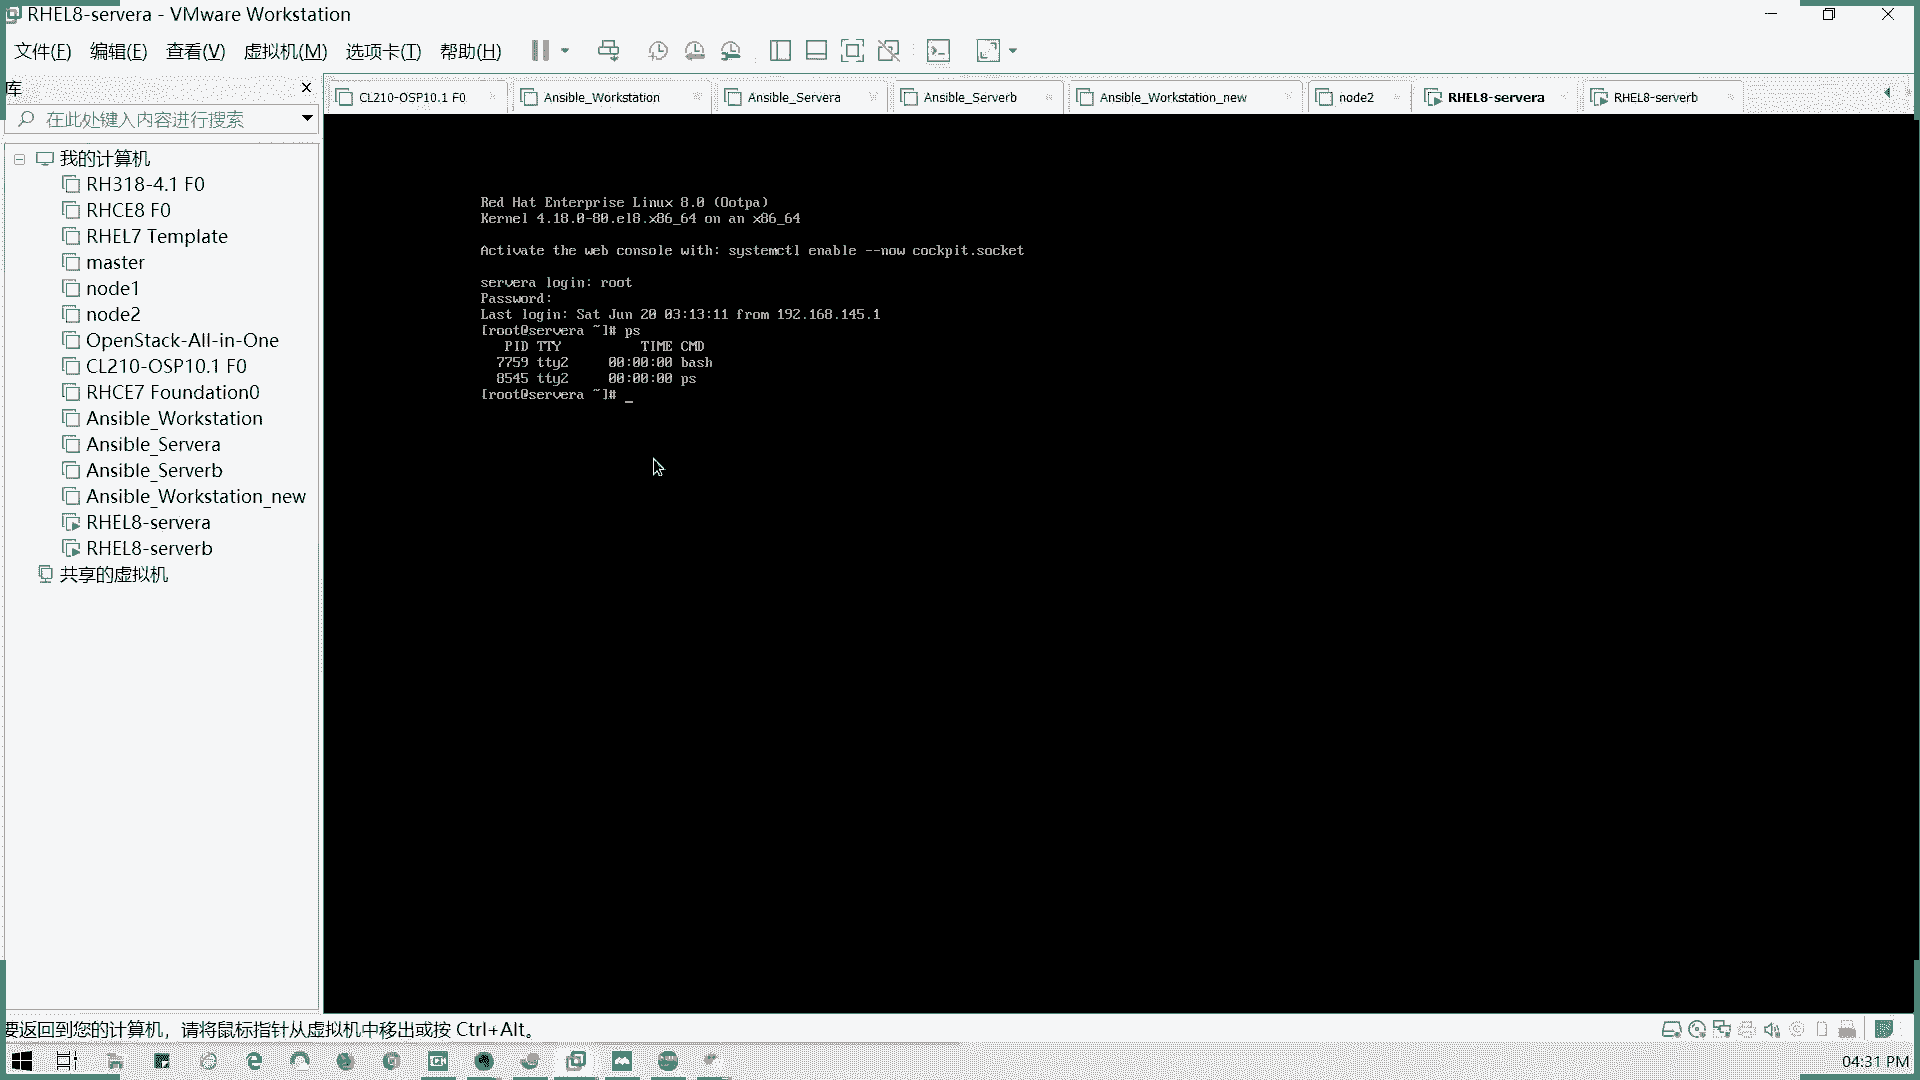 RHEL8-servera - VMware Workstation
文件(F) 编辑(E) 查看(V) 虚拟机(M) 选项卡(T) 帮助(H)
库
CL210-OSP10.1 F0 Ansible_Workstation Ansible_Servera Ansible_Serverb Ansible_Workstation_new node2 RHEL8-servera RHEL8-serverb
在此处键入内容进行搜索
我的计算机
RH318-4.1 F0
RHCE8 F0
RHEL7 Template
master
node1
node2
OpenStack-All-in-One
CL210-OSP10.1 F0
RHCE7 Foundation0
Ansible_Workstation
Ansible_Servera
Ansible_Serverb
Ansible_Workstation_new
RHEL8-servera
RHEL8-serverb
共享的虚拟机
Red Hat Enterprise Linux 8.0 (Ootpa)
Kernel 4.18.0-80.el8.x86_64 on an x86_64
Activate the web console with: systemctl enable --now cockpit.socket
servera login: root
Password:
Last login: Sat Jun 20 03:13:11 from 192.168.145.1
[root@servera ~]# ps
PID TTY TIME CMD
7759 tty2 00:00:00 bash
8545 tty2 00:00:00 ps
[root@servera ~]# _
要返回到您的计算机，请将鼠标指针从虚拟机中移出或按 Ctrl+Alt。
04:31 PM